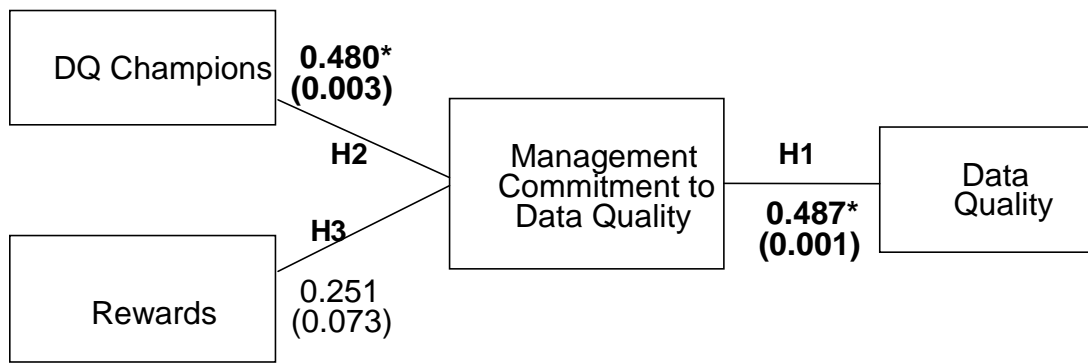 DQ Champions
0.480*
(0.003)
H2
Management
Commitment to
Data Quality
H1
0.487*
(0.001)
Data
Quality
H3
Rewards
0.251
(0.073)